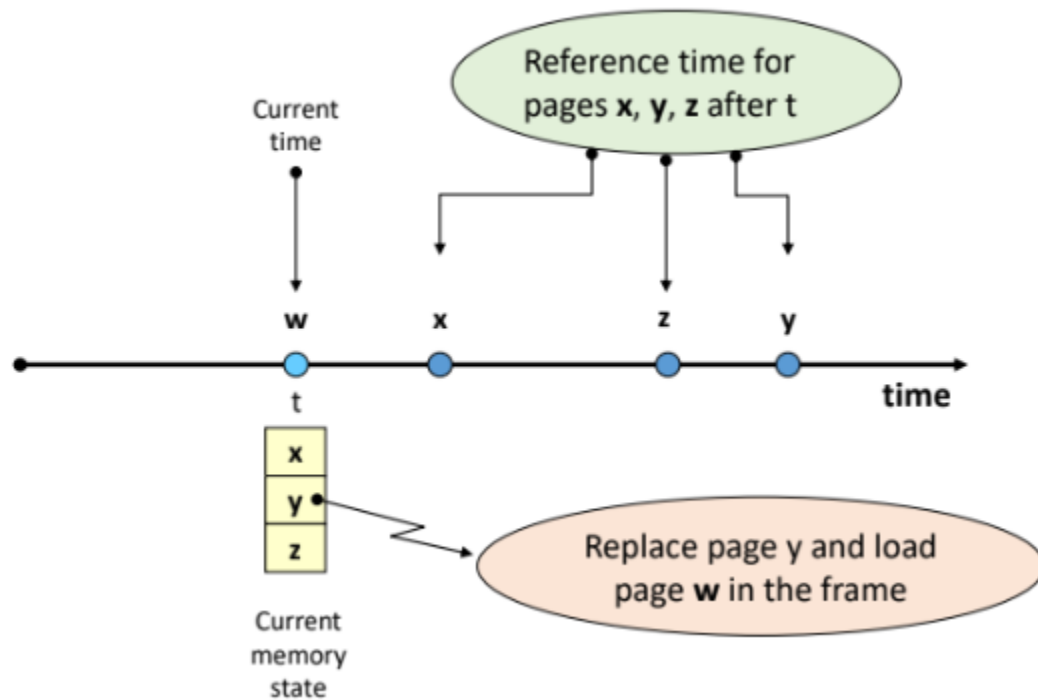 Reference time for
pages x, y, z after t
Current
time
w
x
z
y
t
time
x
y
z
Replace page y and load
page w in the frame
Current
memory
state